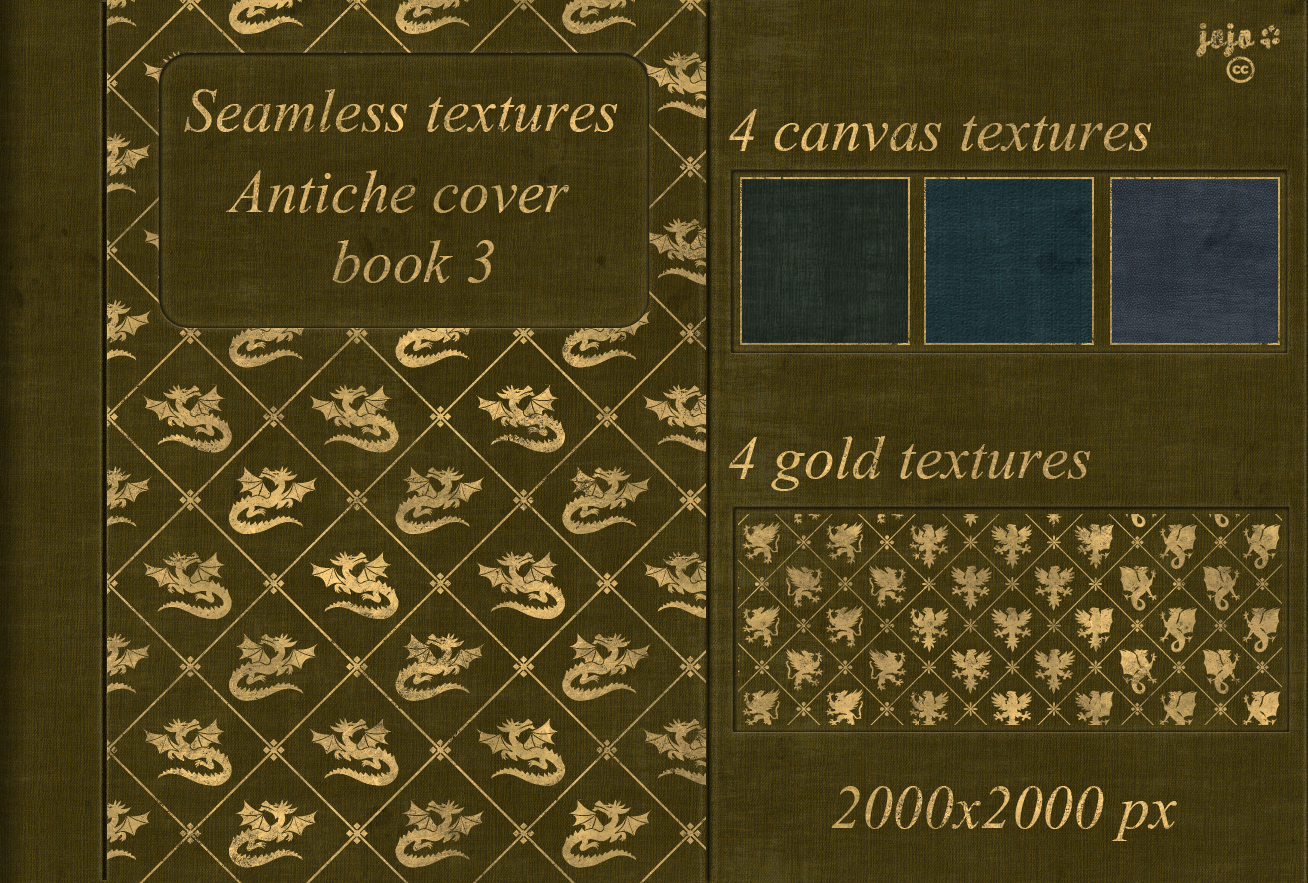 Seamless textures
Antiche cover
book 3
jojo
cc
4 canvas textures
4 gold textures
2000x2000 px